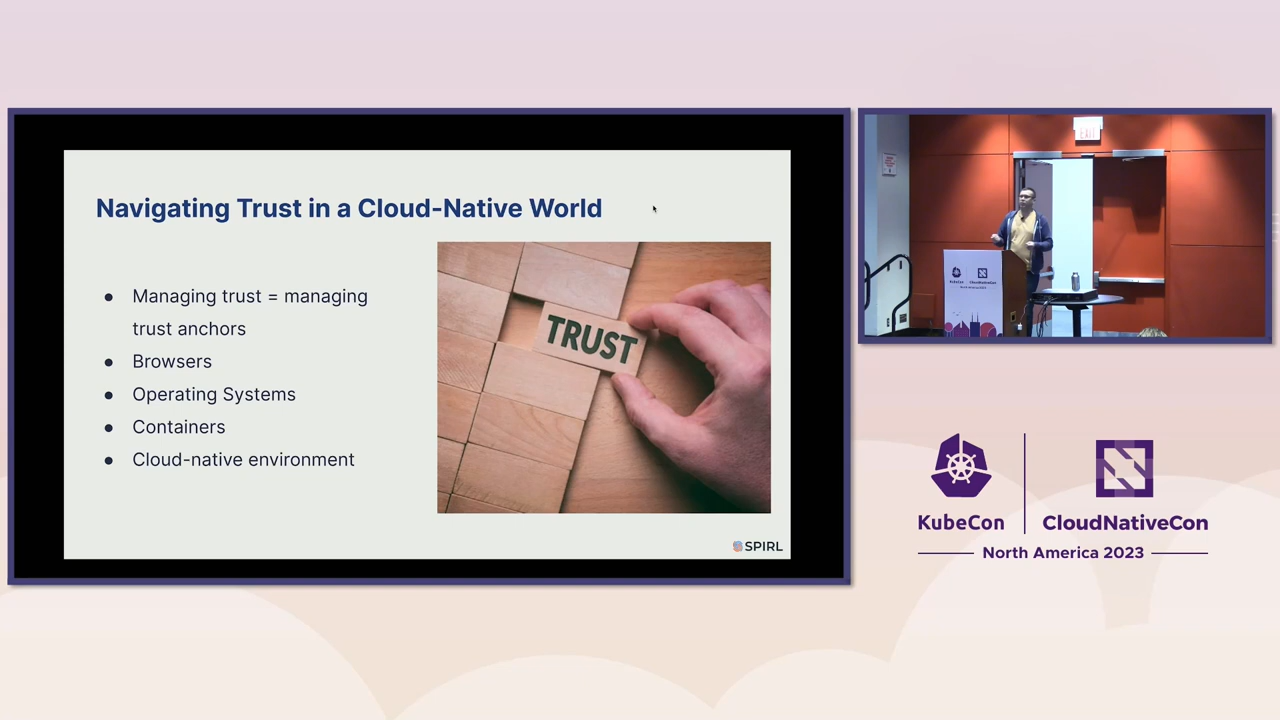 Navigating Trust in a Cloud-Native World
Managing trust = managing
trust anchors
Browsers
Operating Systems
Containers
Cloud-native environment
TRUST
SPIRL
EXIT
KubeCon
CloudNativeCon
North America 2023